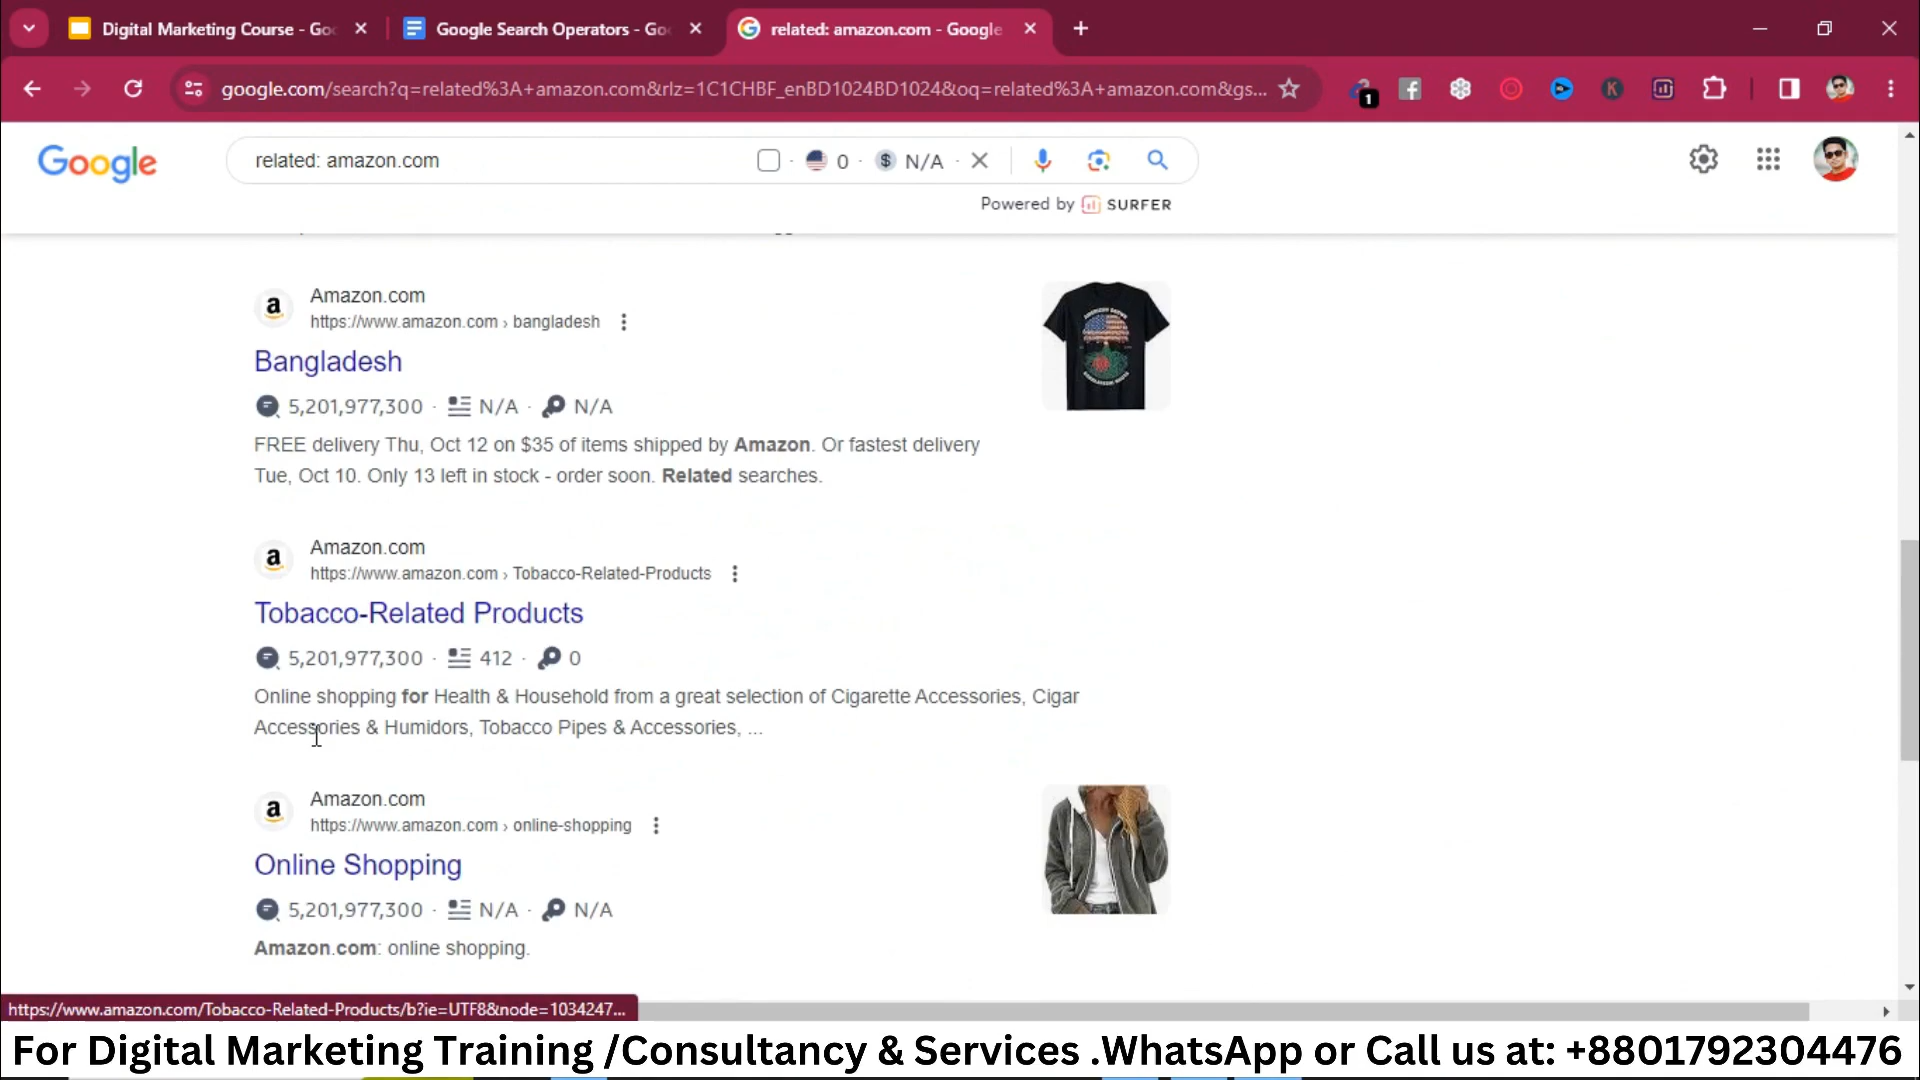 Digital Marketing Course - Goo
Google Search Operators - Go
related: amazon.com - Google
google.com/search?q=related%3A+amazon.com&rlz=1C1CHBF_enBD1024BD1024&oq=related%3A+amazon.com&gs...
1
K
Google
related: amazon.com
0 · $ N/A ·
Powered by SURFER
Amazon.com
https://www.amazon.com › bangladesh
Bangladesh
5,201,977,300 · N/A · N/A
FREE delivery Thu, Oct 12 on $35 of items shipped by Amazon. Or fastest delivery
Tue, Oct 10. Only 13 left in stock - order soon. Related searches.
Amazon.com
https://www.amazon.com › Tobacco-Related-Products
Tobacco-Related Products
5,201,977,300 · 412 · 0
Online shopping for Health & Household from a great selection of Cigarette Accessories, Cigar
Accessories & Humidors, Tobacco Pipes & Accessories, ...
Amazon.com
https://www.amazon.com › online-shopping
Online Shopping
5,201,977,300 · N/A · N/A
Amazon.com: online shopping.
https://www.amazon.com/Tobacco-Related-Products/b?ie=UTF8&node=1034247...
For Digital Marketing Training /Consultancy & Services .WhatsApp or Call us at: +8801792304476